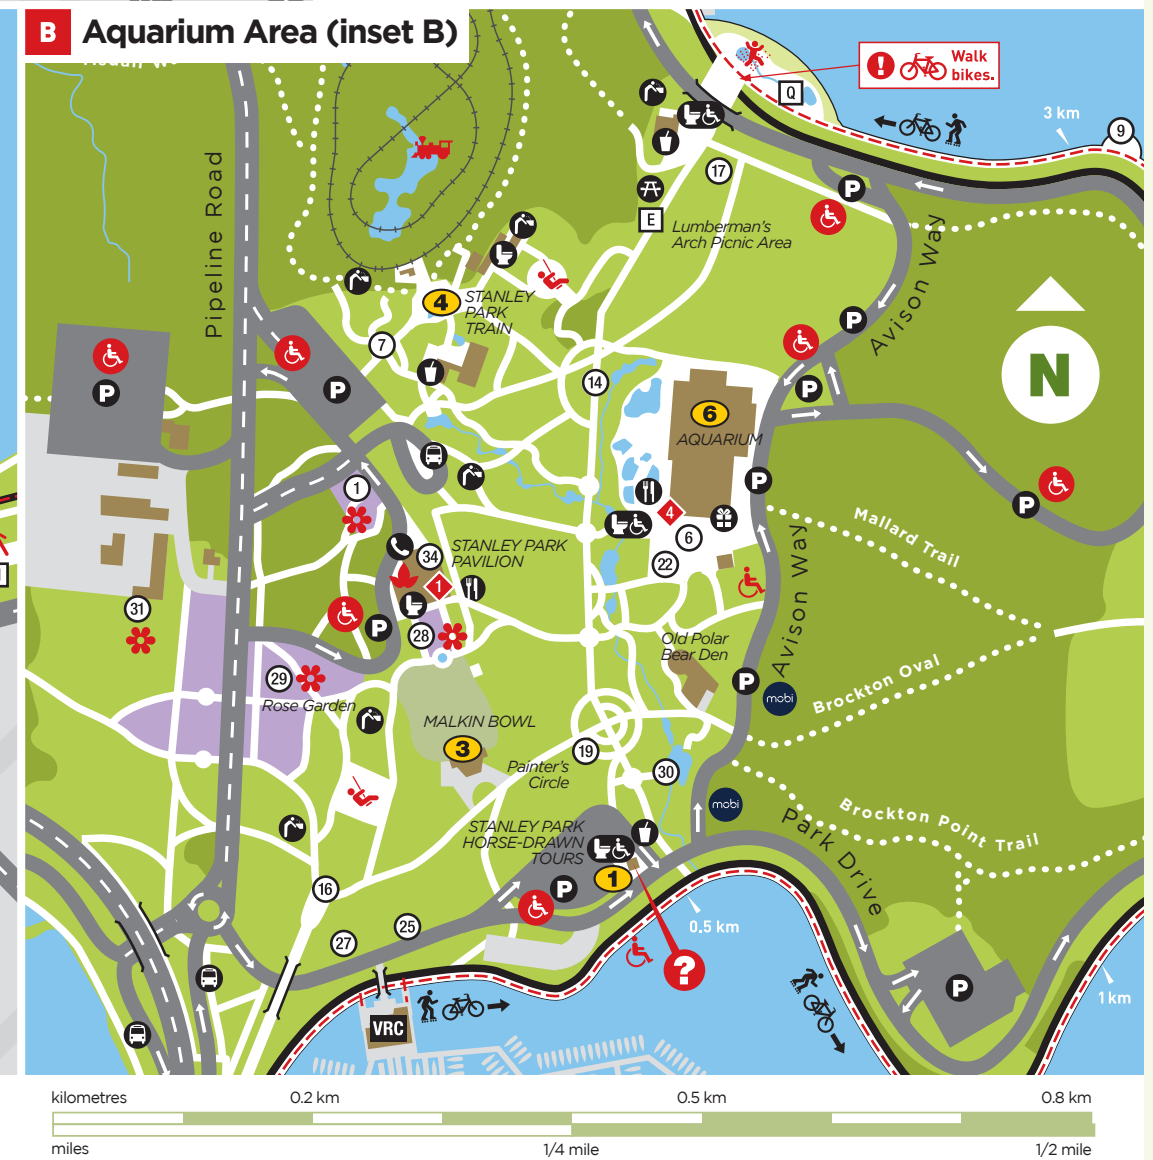 B Aquarium Area (inset B)
Walk
bikes.
Q
3 km
9
17
P
E
Lumberman's
Arch Picnic Area
Pipeline Road
Avison Way
4
STANLEY
PARK
TRAIN
7
P
P
P
P
14
6
AQUARIUM
N
P
P
1
4
6
22
Mallard Trail
34
STANLEY PARK
PAVILION
1
31
P
28
Avison Way
Old Polar
Bear Den
29
Rose Garden
P
mobi
Brockton Oval
MALKIN BOWL
3
19
Painter's
Circle
30
mobi
Brockton Point Trail
Park Drive
STANLEY PARK
HORSE-DRAWN
TOURS
1
P
16
25
27
0.5 km
?
P
1 km
VRC
kilometres 0.2 km 0.5 km 0.8 km
miles 1/4 mile 1/2 mile